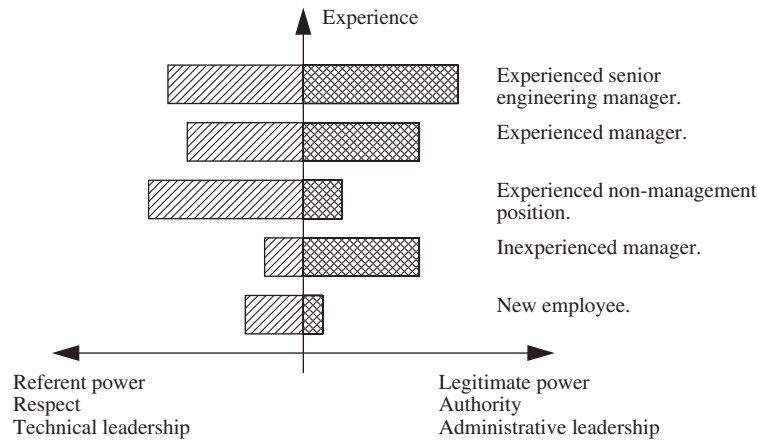 Experience
Experienced senior
engineering manager.
Experienced manager.
Experienced non-management
position.
Inexperienced manager.
New employee.
Referent power
Respect
Technical leadership
Legitimate power
Authority
Administrative leadership